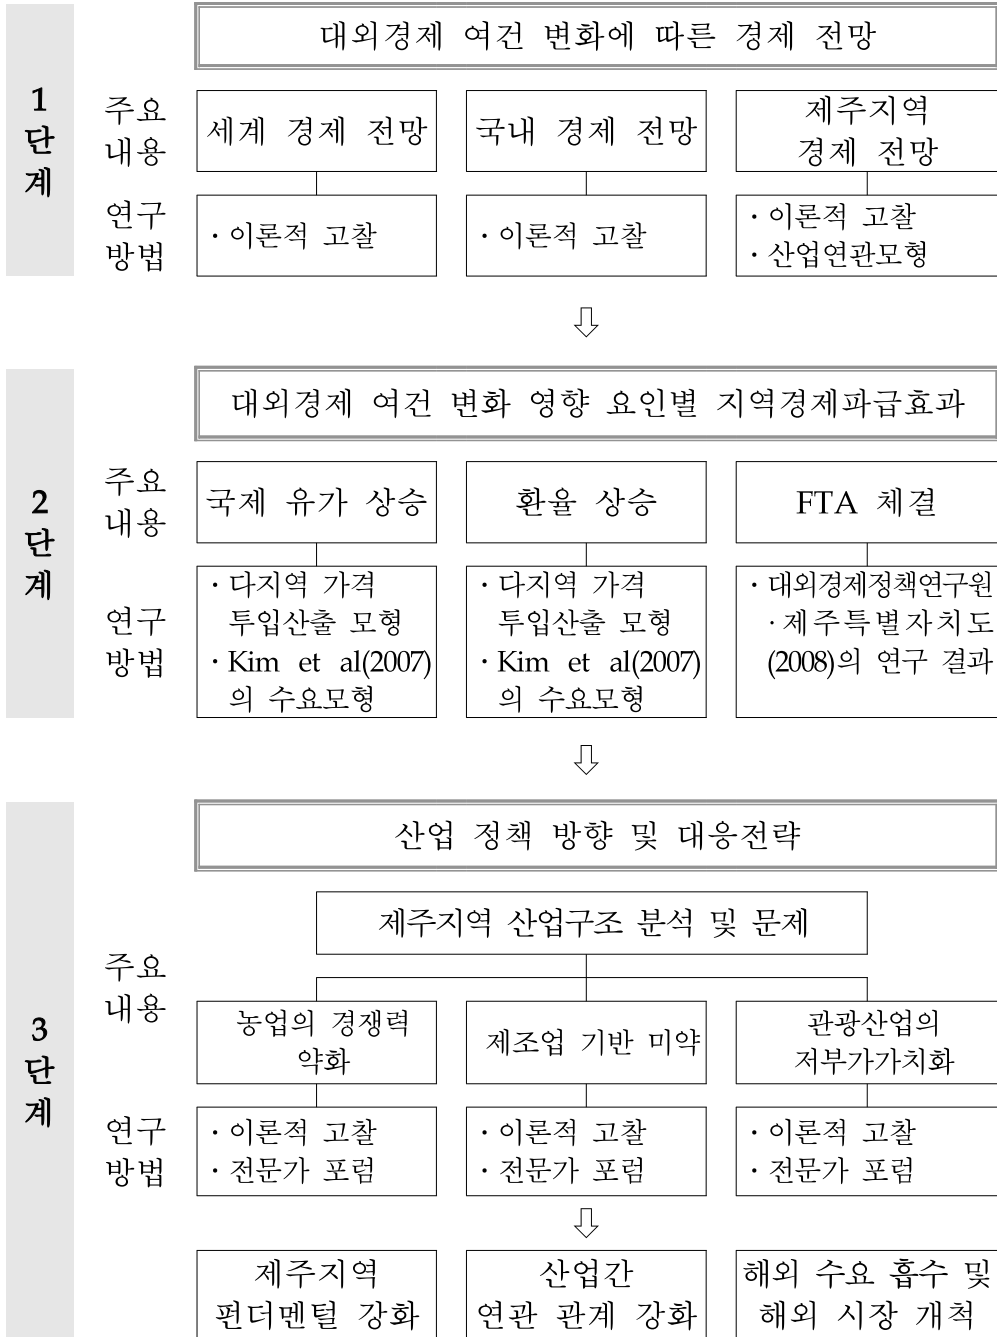 1
단
계
대외경제 여건 변화에 따른 경제 전망
주요
내용
세계 경제 전망
국내 경제 전망
제주지역
경제 전망
연구
방법
· 이론적 고찰
· 이론적 고찰
· 이론적 고찰
· 산업연관모형
⇩
2
단
계
대외경제 여건 변화 영향 요인별 지역경제파급효과
주요
내용
국제 유가 상승
환율 상승
FTA 체결
연구
방법
· 다지역 가격
투입산출 모형
· Kim et al(2007)
의 수요모형
· 다지역 가격
투입산출 모형
· Kim et al(2007)
의 수요모형
· 대외경제정책연구원
· 제주특별자치도
(2008)의 연구 결과
⇩
3
단
계
산업 정책 방향 및 대응전략
주요
내용
제주지역 산업구조 분석 및 문제
농업의 경쟁력
약화
제조업 기반 미약
관광산업의
저부가가치화
연구
방법
· 이론적 고찰
· 전문가 포럼
· 이론적 고찰
· 전문가 포럼
· 이론적 고찰
· 전문가 포럼
⇩
제주지역
펀더멘털 강화
산업간
연관 관계 강화
해외 수요 흡수 및
해외 시장 개척